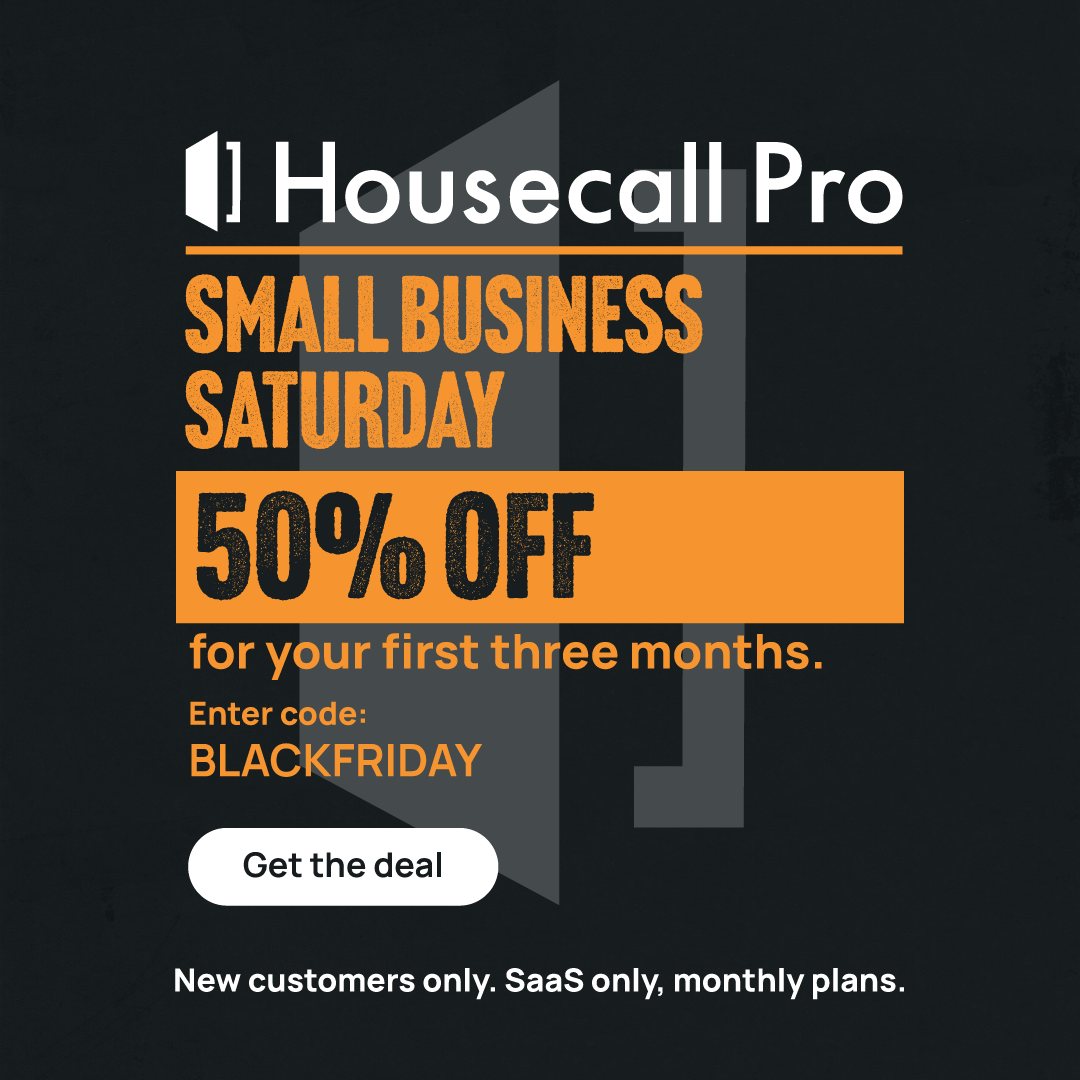 Housecall Pro
SMALL BUSINESS
SATURDAY
50% OFF
for your first three months.
Enter code:
BLACKFRIDAY
Get the deal
New customers only. SaaS only, monthly plans.